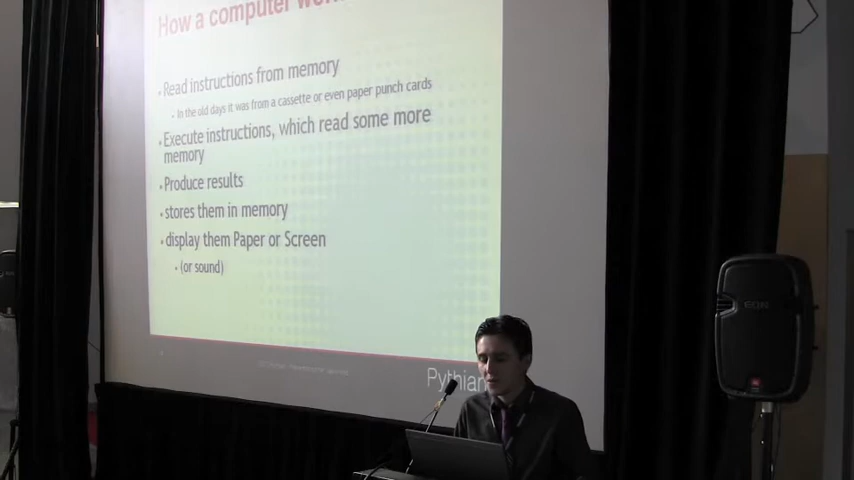 How a computer
• Read instructions from memory
• In the old days it was from a cassette or even paper punch cards
• Execute instructions, which read some more
memory
• Produce results
• stores them in memory
• display them Paper or Screen
• (or sound)
Pythian
EON